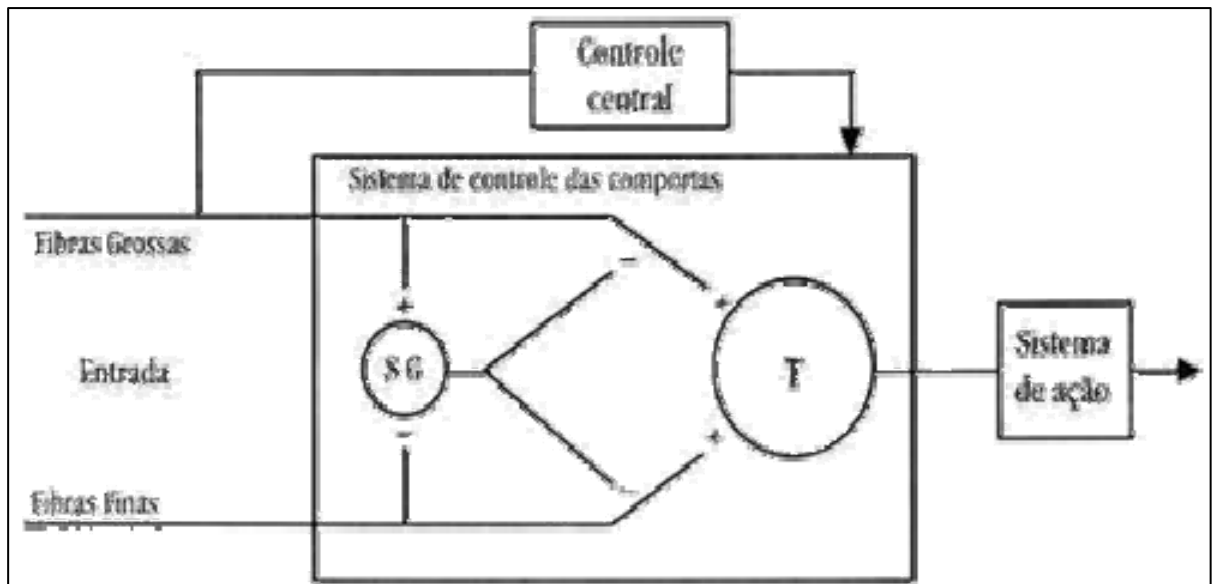 Controle
central
Sistema de controle das comportas
Fibras Grossas
-
+
+
Entrada
S G
T
Sistema
de ação
-
+
-
Fibras Finas